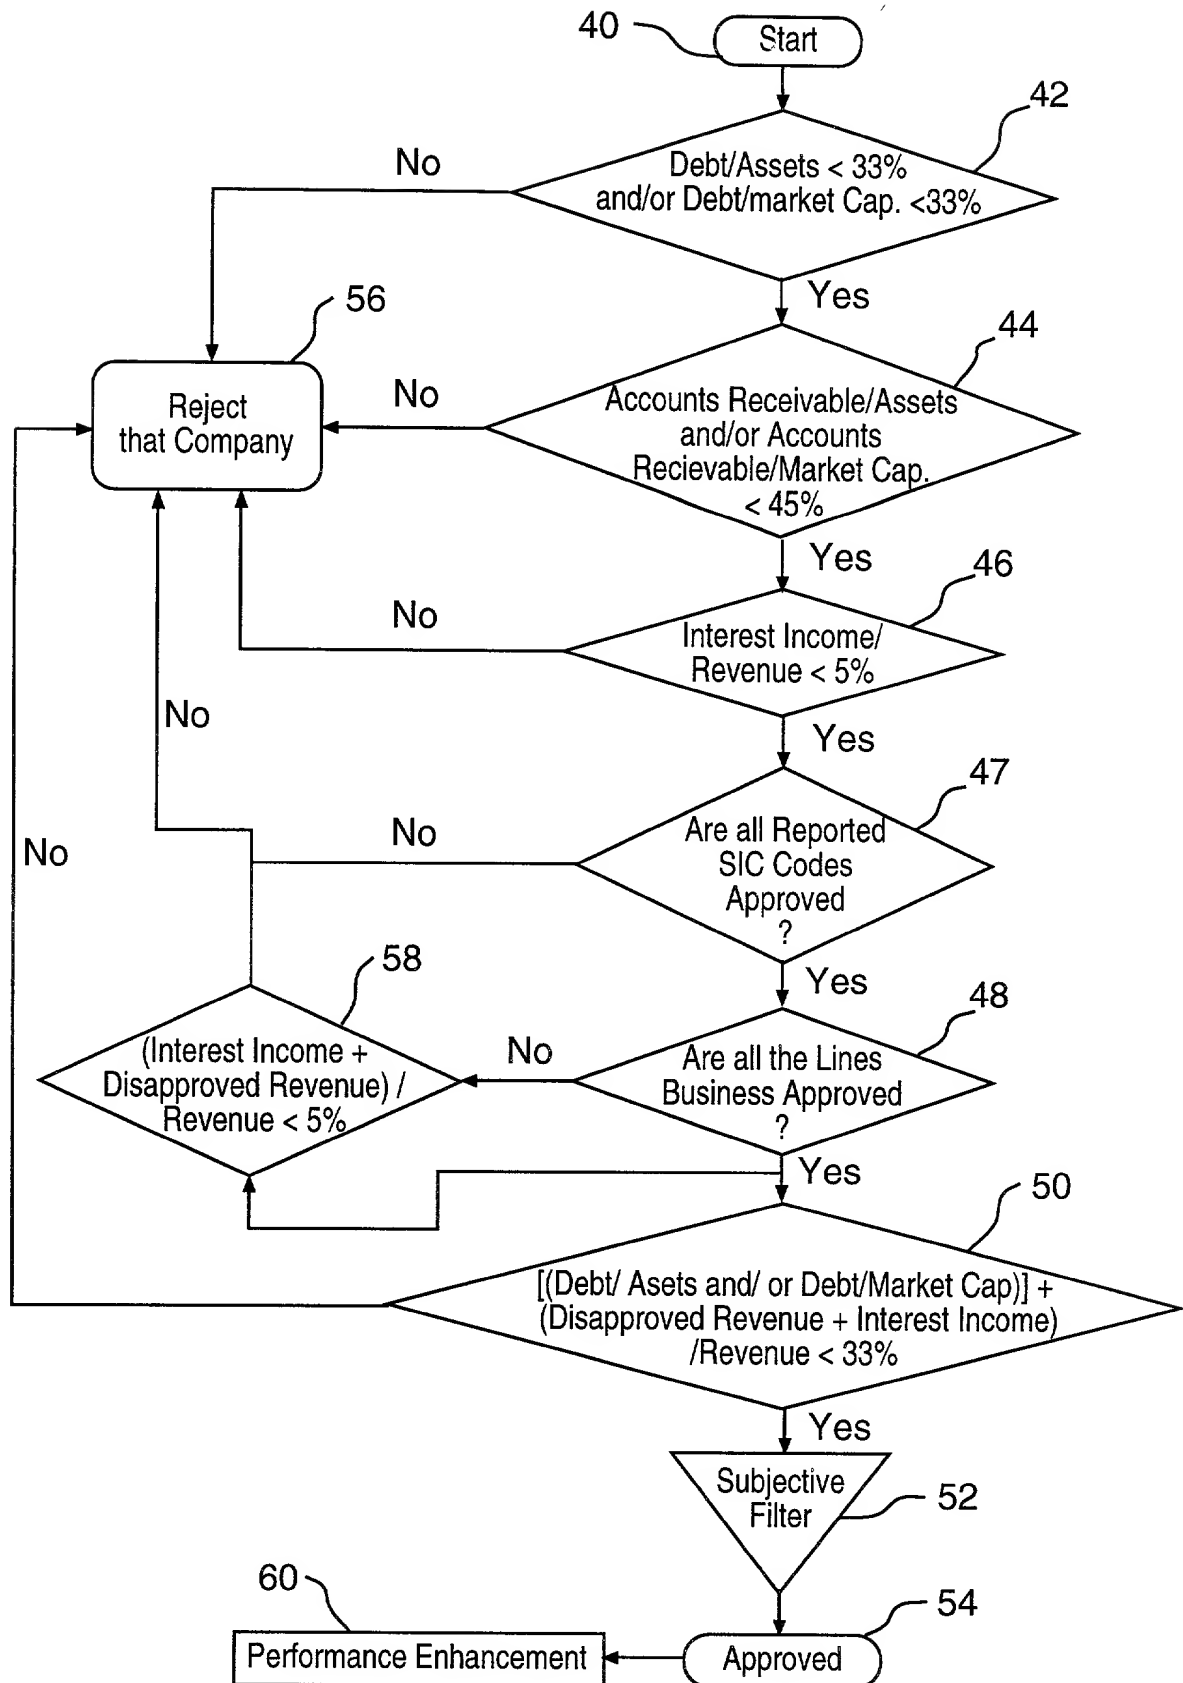 40
Start
42
No
Debt/Assets < 33%
and/or Debt/market Cap. <33%
Yes
56
44
Reject
that Company
No
Accounts Receivable/Assets
and/or Accounts
Recievable/Market Cap.
< 45%
Yes
46
No
Interest Income/
Revenue < 5%
No
Yes
47
No
No
Are all Reported
SIC Codes
Approved
?
58
Yes
48
(Interest Income +
Disapproved Revenue) /
Revenue < 5%
No
Are all the Lines
Business Approved
?
Yes
50
[(Debt/ Asets and/ or Debt/Market Cap)] +
(Disapproved Revenue + Interest Income)
/Revenue < 33%
Yes
Subjective
Filter
52
60
54
Performance Enhancement
Approved